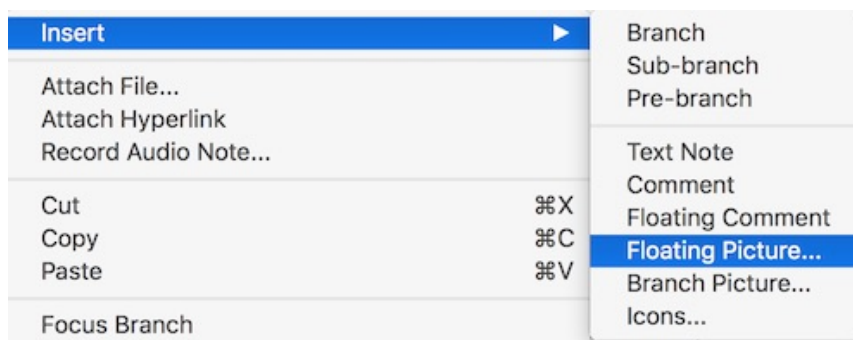 Insert ▶
Attach File...
Attach Hyperlink
Record Audio Note...
Cut ⌘X
Copy ⌘C
Paste ⌘V
Focus Branch
Branch
Sub-branch
Pre-branch
Text Note
Comment
Floating Comment
Floating Picture...
Branch Picture...
Icons...